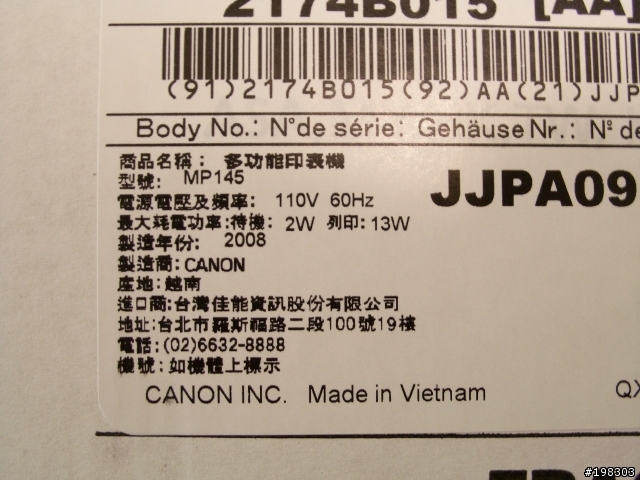 2174B015 [AA]
(91)2174B015(92)AA(21)JJP
Body No.: N°de série: Gehäuse Nr.: Nº de
商品名稱: 多功能印表機
型號: MP145
JJPA09
電源電壓及頻率: 110V 60Hz
最大耗電功率:待機: 2W 列印:13W
製造年份: 2008
製造商:CANON
產地:越南
進口商:台灣佳能資訊股份有限公司
地址:台北市羅斯福路二段100號19樓
電話:(02)6632-8888
機號:如機體上標示
CANON INC. Made in Vietnam
QX
#198303